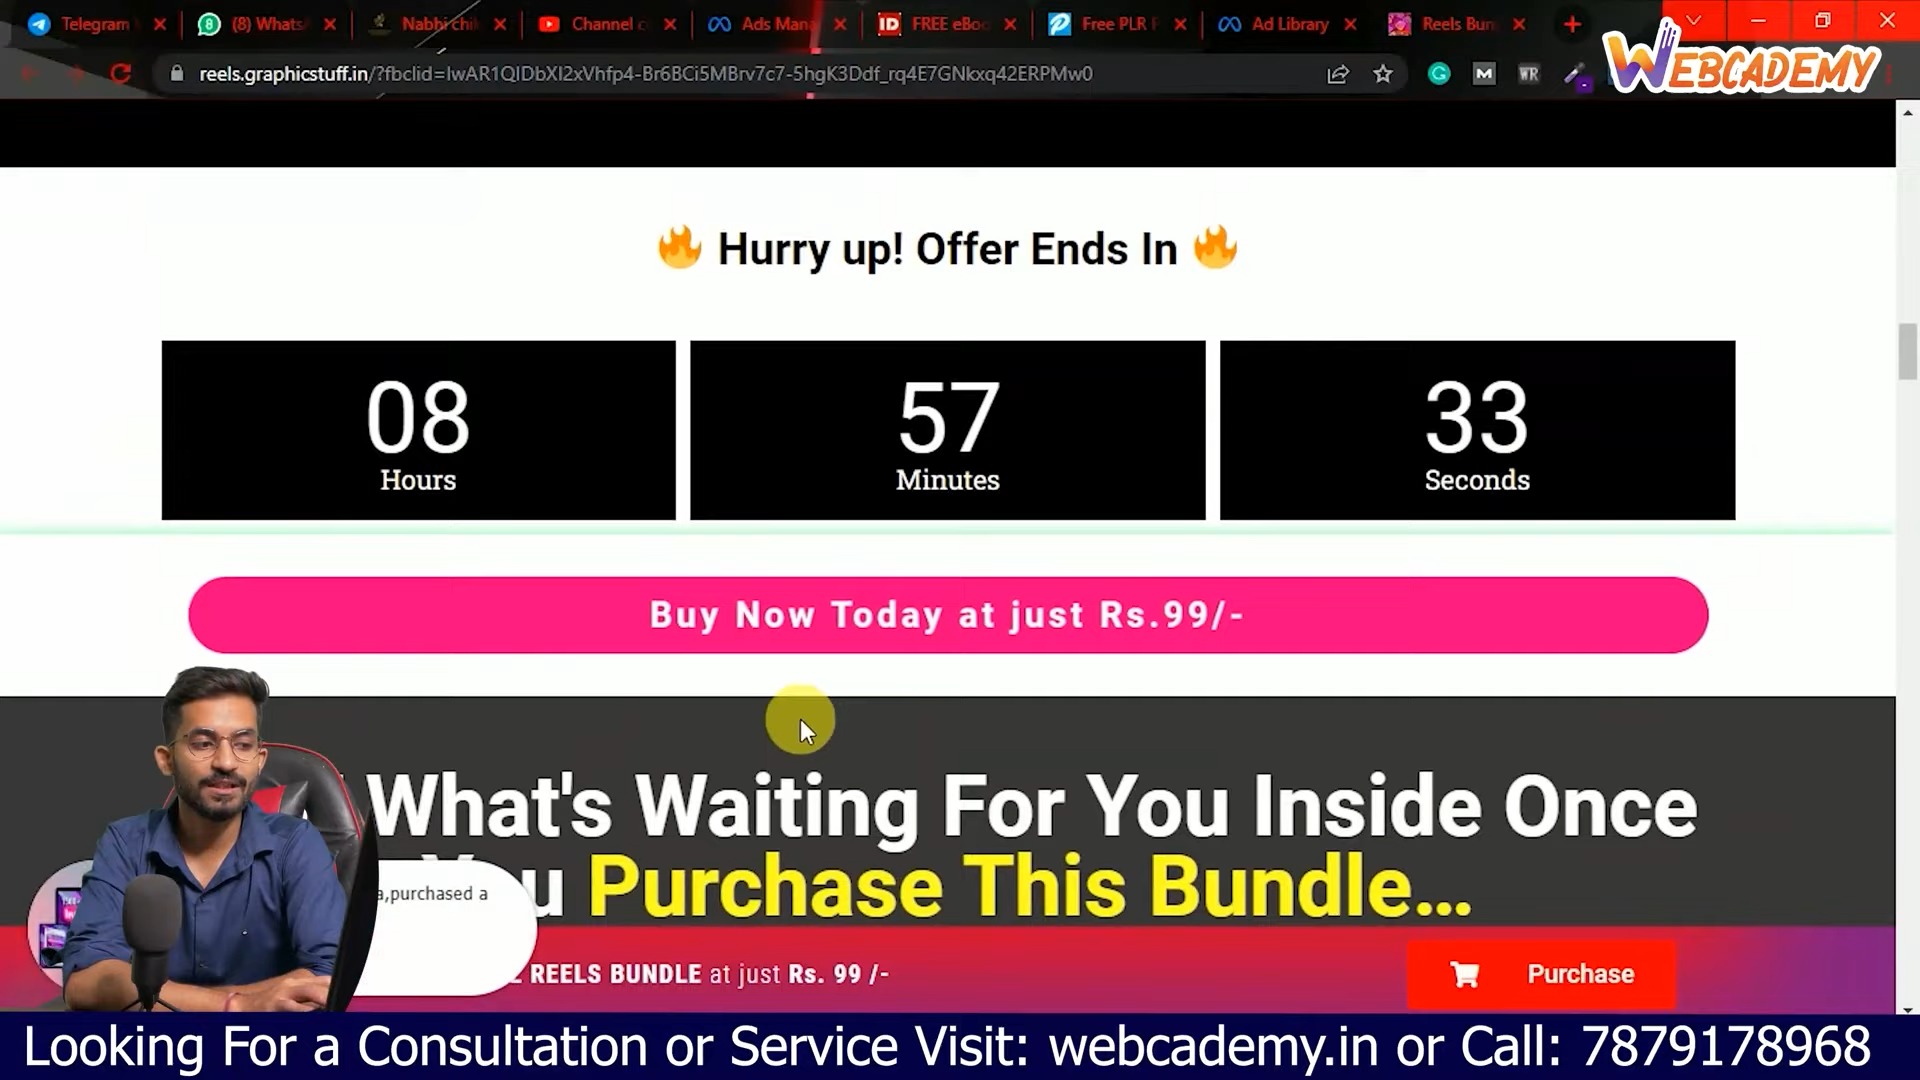 Telegram
(8) Whats
Nabhi chi
Channel c
Ads Mana
FREE eBoo
Free PLR P
Ad Library
Reels Bun
WEBCADEMY
reels.graphicstuff.in/?fbclid=IwAR1QIDbXI2xVhfp4-Br6BCi5MBrv7c7-5hgK3Ddf_rq4E7GNkxq42ERPMw0
Hurry up! Offer Ends In
08
Hours
57
Minutes
33
Seconds
Buy Now Today at just Rs.99/-
What's Waiting For You Inside Once
u Purchase This Bundle...
a,purchased a
REELS BUNDLE at just Rs. 99 /-
Purchase
Looking For a Consultation or Service Visit: webcademy.in or Call: 7879178968